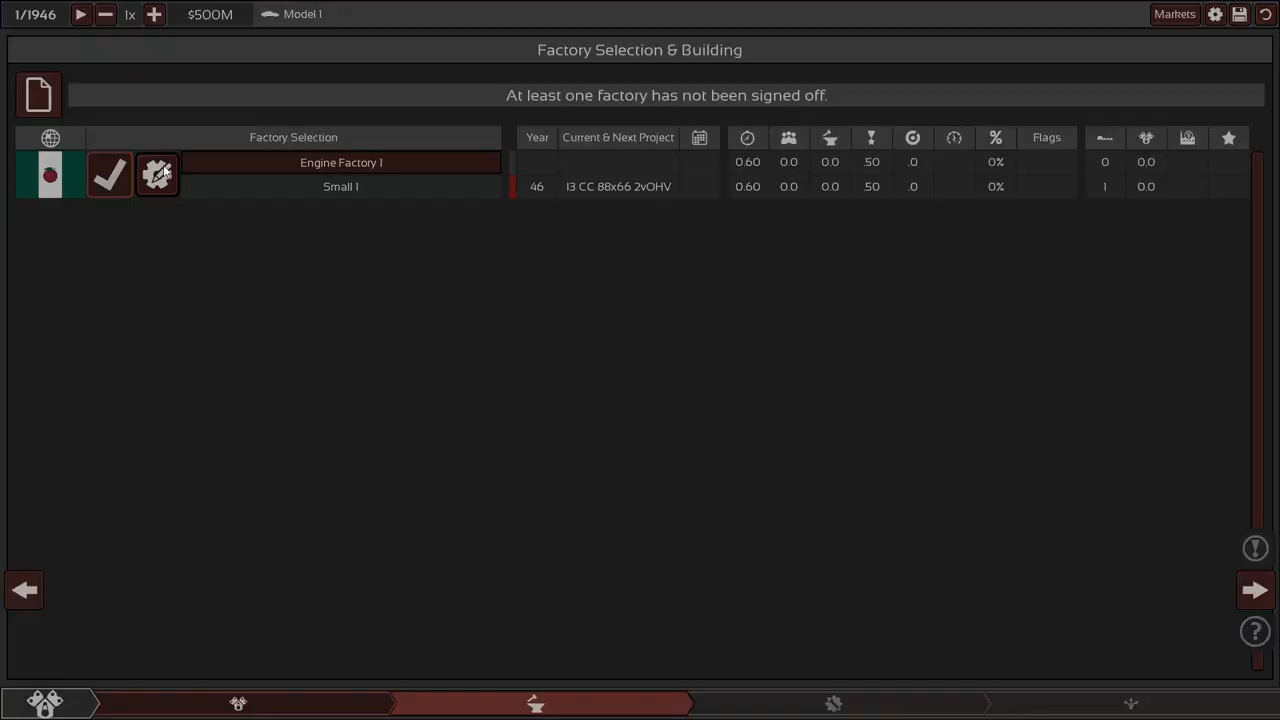 1/1946 1x $500M Model 1 Markets
Factory Selection & Building
At least one factory has not been signed off.
Factory Selection Year Current & Next Project % Flags
Engine Factory 1 0.60 0.0 0.0 .50 .0 0% 0 0.0
Small 1 46 I3 CC 88x66 2vOHV 0.60 0.0 0.0 .50 .0 0% 1 0.0